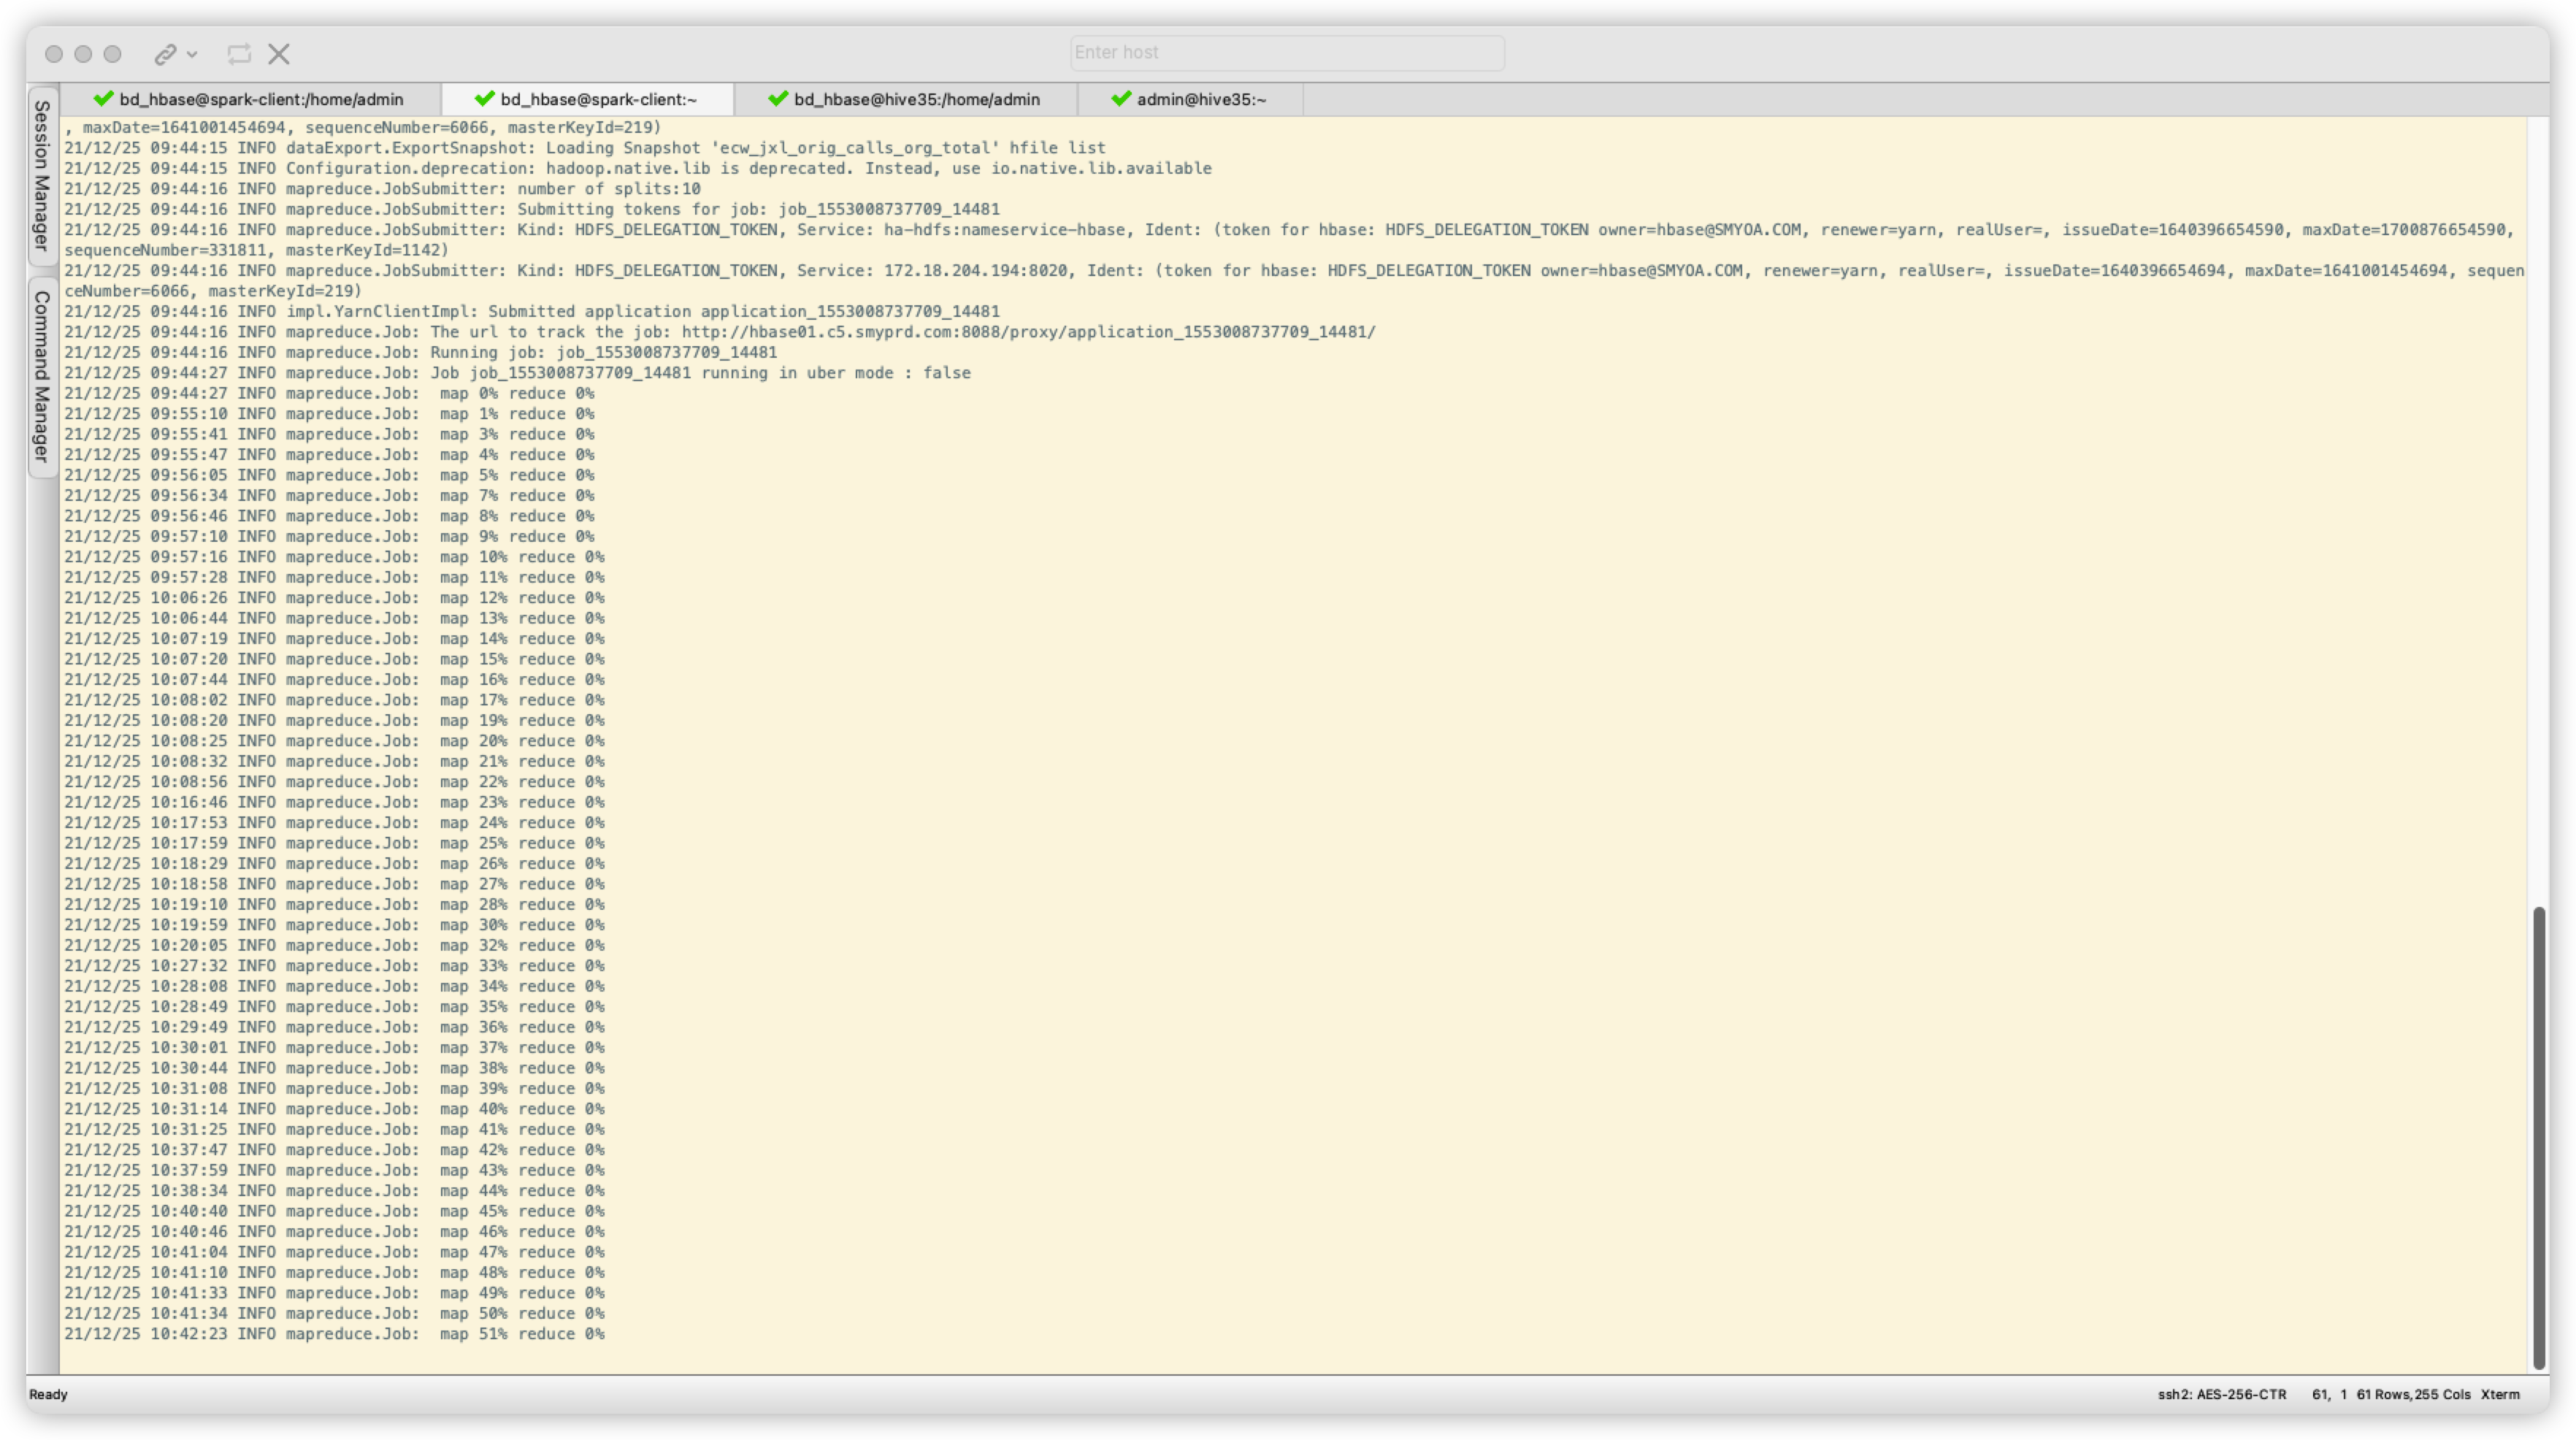 Enter host
bd_hbase@spark-client:/home/admin
bd_hbase@spark-client:~
bd_hbase@hive35:/home/admin
admin@hive35:~
Session Manager
Command Manager
, maxDate=1641001454694, sequenceNumber=6066, masterKeyId=219)
21/12/25 09:44:15 INFO dataExport.ExportSnapshot: Loading Snapshot 'ecw_jxl_orig_calls_org_total' hfile list
21/12/25 09:44:15 INFO Configuration.deprecation: hadoop.native.lib is deprecated. Instead, use io.native.lib.available
21/12/25 09:44:16 INFO mapreduce.JobSubmitter: number of splits:10
21/12/25 09:44:16 INFO mapreduce.JobSubmitter: Submitting tokens for job: job_1553008737709_14481
21/12/25 09:44:16 INFO mapreduce.JobSubmitter: Kind: HDFS_DELEGATION_TOKEN, Service: ha-hdfs:nameservice-hbase, Ident: (token for hbase: HDFS_DELEGATION_TOKEN owner=hbase@SMYOA.COM, renewer=yarn, realUser=, issueDate=1640396654590, maxDate=1700876654590,
sequenceNumber=331811, masterKeyId=1142)
21/12/25 09:44:16 INFO mapreduce.JobSubmitter: Kind: HDFS_DELEGATION_TOKEN, Service: 172.18.204.194:8020, Ident: (token for hbase: HDFS_DELEGATION_TOKEN owner=hbase@SMYOA.COM, renewer=yarn, realUser=, issueDate=1640396654694, maxDate=1641001454694, sequen
ceNumber=6066, masterKeyId=219)
21/12/25 09:44:16 INFO impl.YarnClientImpl: Submitted application application_1553008737709_14481
21/12/25 09:44:16 INFO mapreduce.Job: The url to track the job: http://hbase01.c5.smyprd.com:8088/proxy/application_1553008737709_14481/
21/12/25 09:44:16 INFO mapreduce.Job: Running job: job_1553008737709_14481
21/12/25 09:44:27 INFO mapreduce.Job: Job job_1553008737709_14481 running in uber mode : false
21/12/25 09:44:27 INFO mapreduce.Job:  map 0% reduce 0%
21/12/25 09:55:10 INFO mapreduce.Job:  map 1% reduce 0%
21/12/25 09:55:41 INFO mapreduce.Job:  map 3% reduce 0%
21/12/25 09:55:47 INFO mapreduce.Job:  map 4% reduce 0%
21/12/25 09:56:05 INFO mapreduce.Job:  map 5% reduce 0%
21/12/25 09:56:34 INFO mapreduce.Job:  map 7% reduce 0%
21/12/25 09:56:46 INFO mapreduce.Job:  map 8% reduce 0%
21/12/25 09:57:10 INFO mapreduce.Job:  map 9% reduce 0%
21/12/25 09:57:16 INFO mapreduce.Job:  map 10% reduce 0%
21/12/25 09:57:28 INFO mapreduce.Job:  map 11% reduce 0%
21/12/25 10:06:26 INFO mapreduce.Job:  map 12% reduce 0%
21/12/25 10:06:44 INFO mapreduce.Job:  map 13% reduce 0%
21/12/25 10:07:19 INFO mapreduce.Job:  map 14% reduce 0%
21/12/25 10:07:20 INFO mapreduce.Job:  map 15% reduce 0%
21/12/25 10:07:44 INFO mapreduce.Job:  map 16% reduce 0%
21/12/25 10:08:02 INFO mapreduce.Job:  map 17% reduce 0%
21/12/25 10:08:20 INFO mapreduce.Job:  map 19% reduce 0%
21/12/25 10:08:25 INFO mapreduce.Job:  map 20% reduce 0%
21/12/25 10:08:32 INFO mapreduce.Job:  map 21% reduce 0%
21/12/25 10:08:56 INFO mapreduce.Job:  map 22% reduce 0%
21/12/25 10:16:46 INFO mapreduce.Job:  map 23% reduce 0%
21/12/25 10:17:53 INFO mapreduce.Job:  map 24% reduce 0%
21/12/25 10:17:59 INFO mapreduce.Job:  map 25% reduce 0%
21/12/25 10:18:29 INFO mapreduce.Job:  map 26% reduce 0%
21/12/25 10:18:58 INFO mapreduce.Job:  map 27% reduce 0%
21/12/25 10:19:10 INFO mapreduce.Job:  map 28% reduce 0%
21/12/25 10:19:59 INFO mapreduce.Job:  map 30% reduce 0%
21/12/25 10:20:05 INFO mapreduce.Job:  map 32% reduce 0%
21/12/25 10:27:32 INFO mapreduce.Job:  map 33% reduce 0%
21/12/25 10:28:08 INFO mapreduce.Job:  map 34% reduce 0%
21/12/25 10:28:49 INFO mapreduce.Job:  map 35% reduce 0%
21/12/25 10:29:49 INFO mapreduce.Job:  map 36% reduce 0%
21/12/25 10:30:01 INFO mapreduce.Job:  map 37% reduce 0%
21/12/25 10:30:44 INFO mapreduce.Job:  map 38% reduce 0%
21/12/25 10:31:08 INFO mapreduce.Job:  map 39% reduce 0%
21/12/25 10:31:14 INFO mapreduce.Job:  map 40% reduce 0%
21/12/25 10:31:25 INFO mapreduce.Job:  map 41% reduce 0%
21/12/25 10:37:47 INFO mapreduce.Job:  map 42% reduce 0%
21/12/25 10:37:59 INFO mapreduce.Job:  map 43% reduce 0%
21/12/25 10:38:34 INFO mapreduce.Job:  map 44% reduce 0%
21/12/25 10:40:40 INFO mapreduce.Job:  map 45% reduce 0%
21/12/25 10:40:46 INFO mapreduce.Job:  map 46% reduce 0%
21/12/25 10:41:04 INFO mapreduce.Job:  map 47% reduce 0%
21/12/25 10:41:10 INFO mapreduce.Job:  map 48% reduce 0%
21/12/25 10:41:33 INFO mapreduce.Job:  map 49% reduce 0%
21/12/25 10:41:34 INFO mapreduce.Job:  map 50% reduce 0%
21/12/25 10:42:23 INFO mapreduce.Job:  map 51% reduce 0%
Ready
ssh2: AES-256-CTR 61, 1 61 Rows,255 Cols Xterm